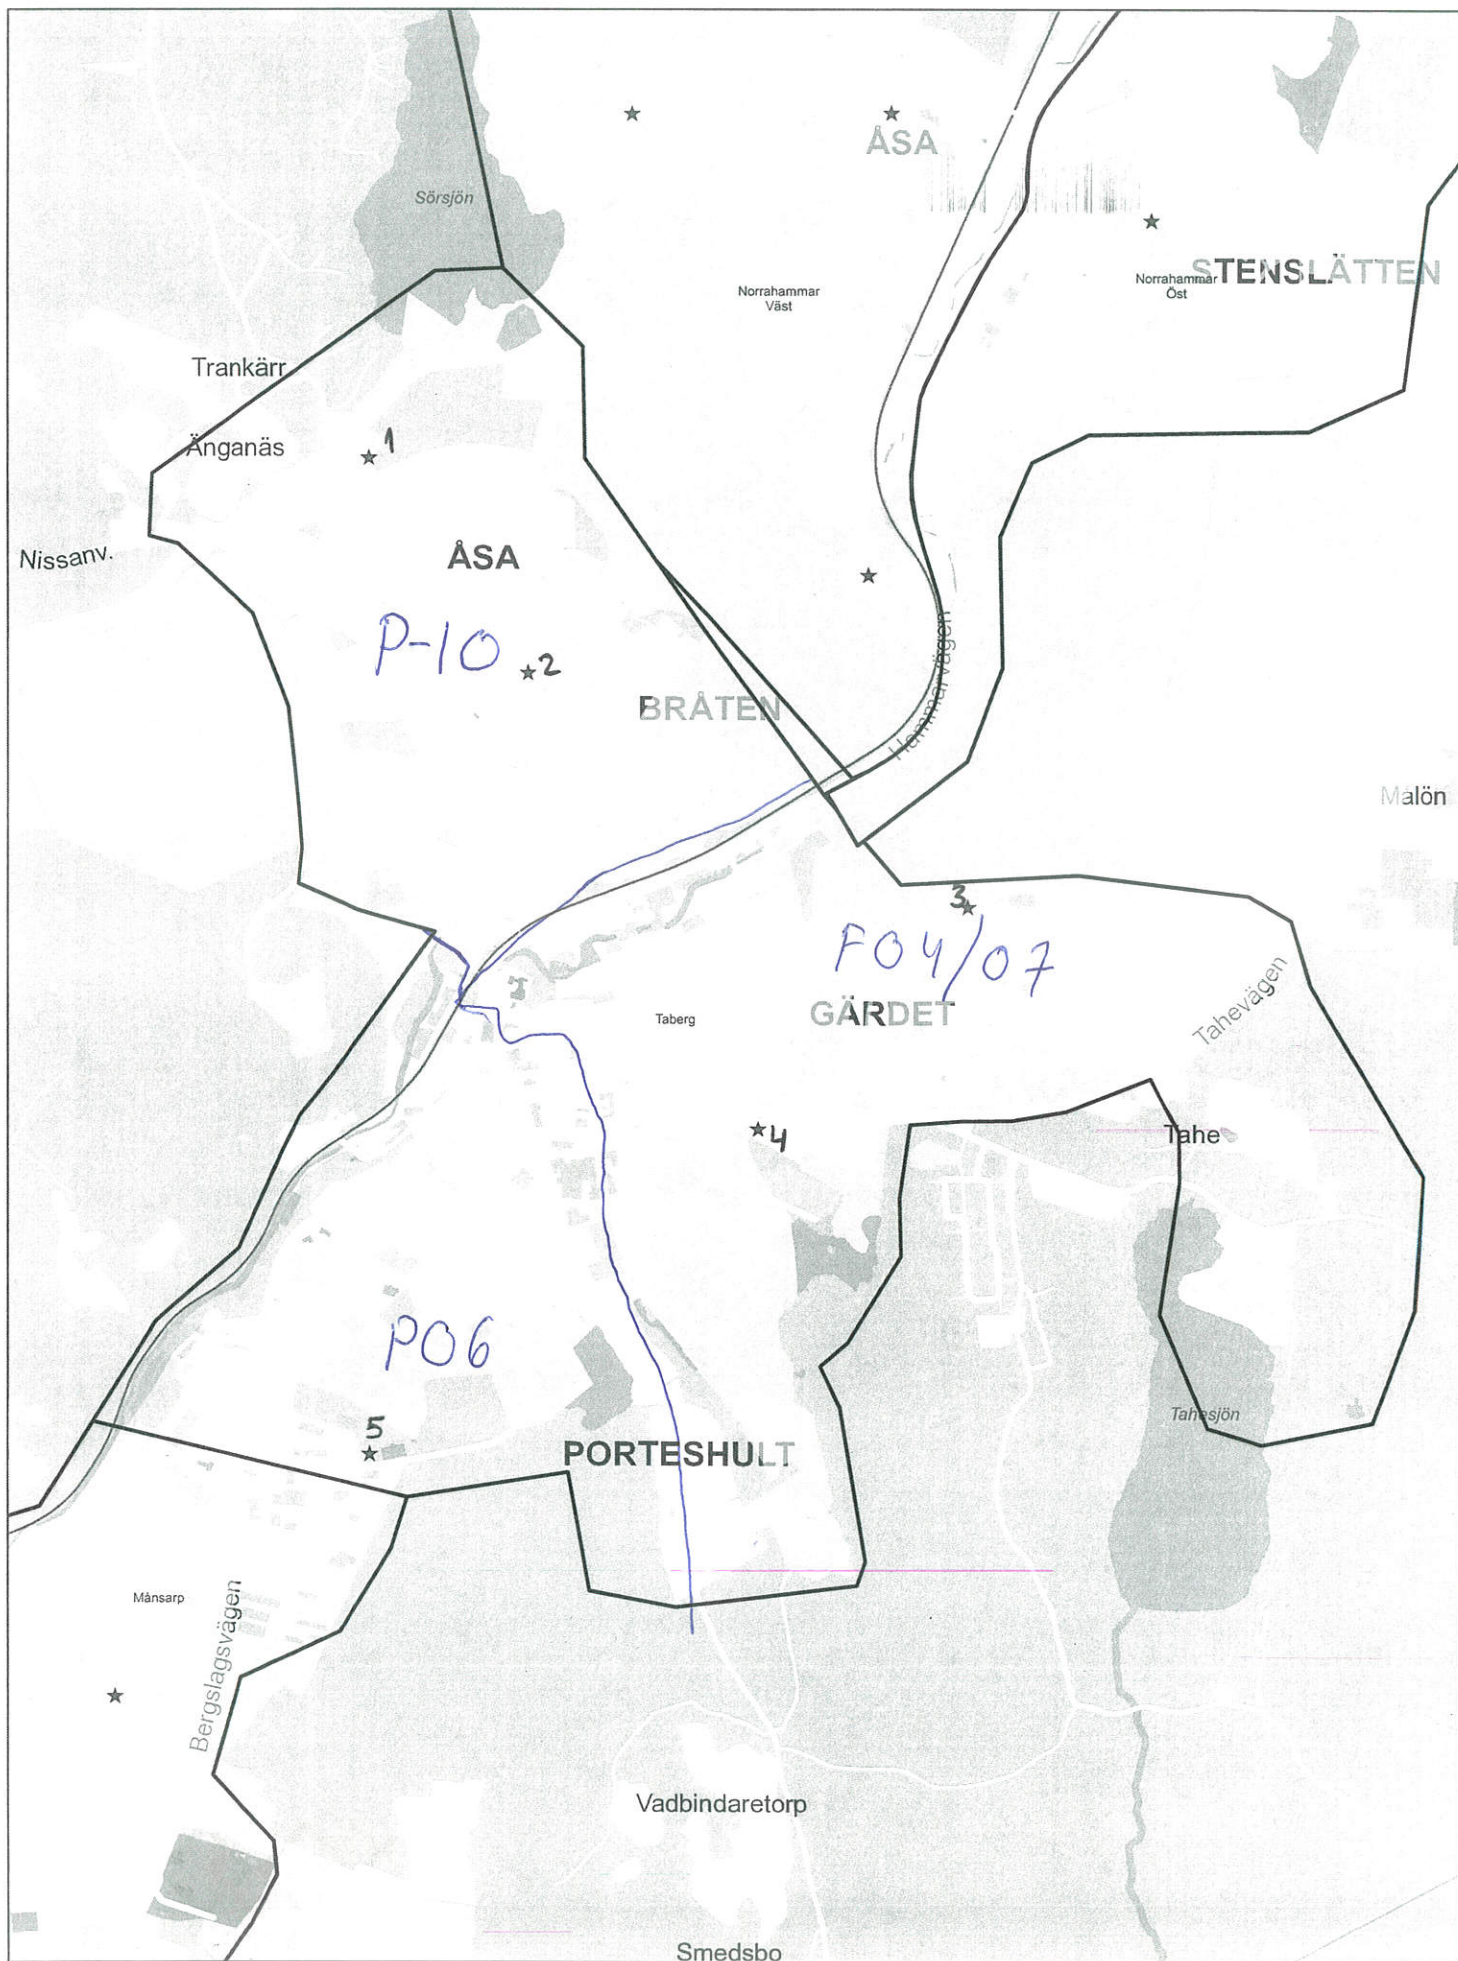 ÅSA
Sörsjön
STENSLÄTTEN
Norrahammar
Öst
Norrahammar
Väst
Trankärr
Änganäs
1
Nissanv.
ÅSA
P-10
2
BRÅTEN
Hammarvägen
Målön
3
F04/07
GÄRDET
Taberg
Tahevägen
4
Tahe
P06
Tahesjön
5
PORTESHULT
Månsarp
Bergslagsvägen
Vadbindaretorp
Smedsbo